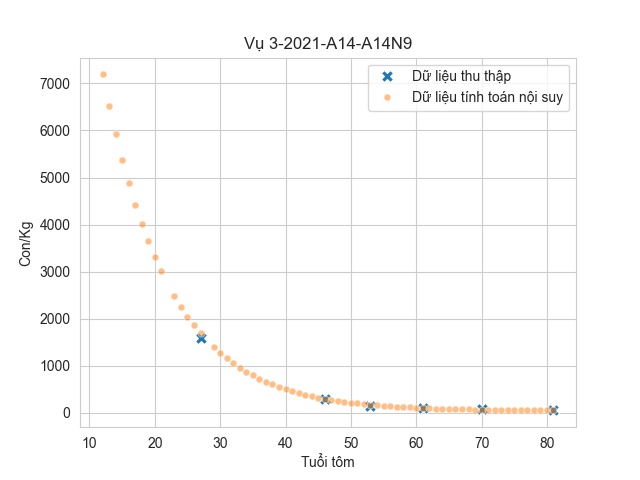 Vụ 3-2021-A14-A14N9
Dữ liệu thu thập
Dữ liệu tính toán nội suy
7000
6000
5000
4000
3000
2000
1000
0
Con/Kg
10 20 30 40 50 60 70 80
Tuổi tôm